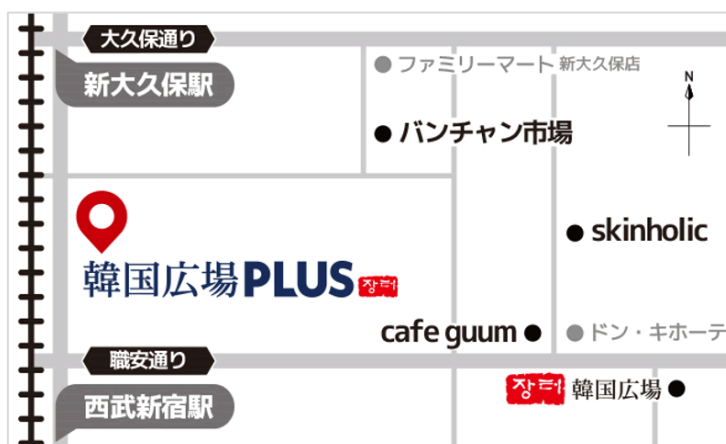 大久保通り
新大久保駅
ファミリーマート 新大久保店
バンチャン市場
N
skinholic
韓国広場PLUS 장터
cafe guum
ドン・キホーテ
職安通り
西武新宿駅
장터 韓国広場